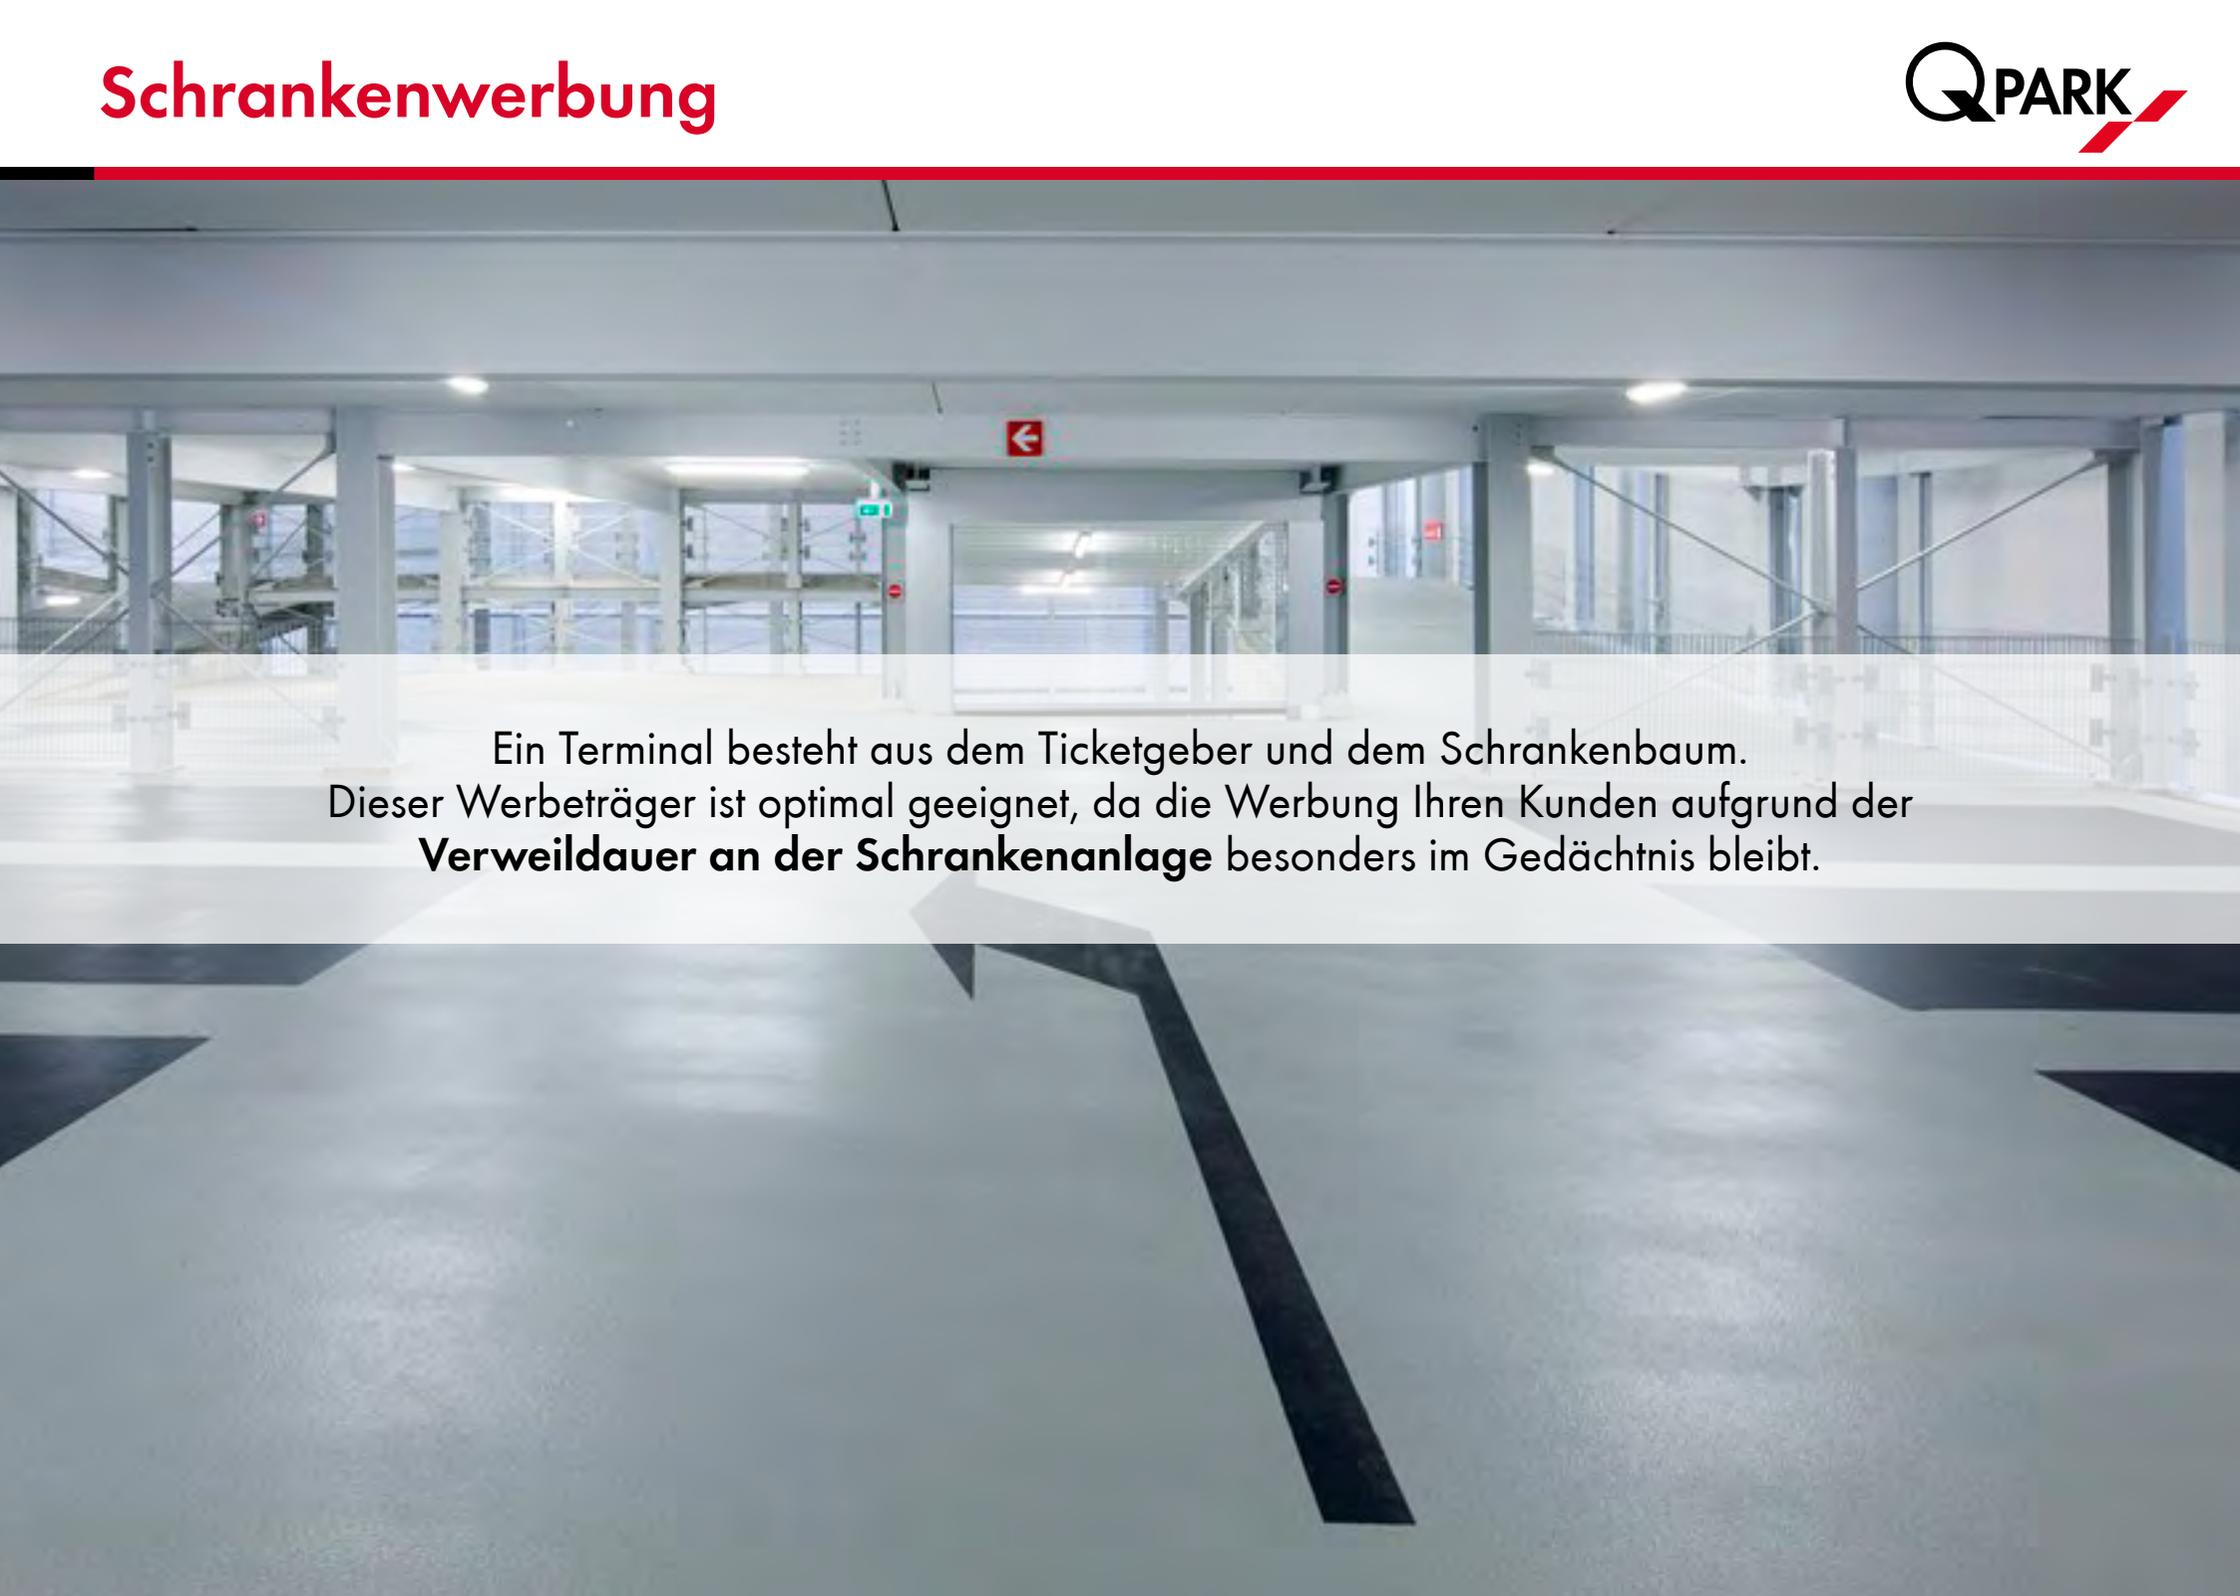 Schrankenwerbung
Q PARK
Ein Terminal besteht aus dem Ticketgeber und dem Schrankenbaum.
Dieser Werbeträger ist optimal geeignet, da die Werbung Ihren Kunden aufgrund der
Verweildauer an der Schrankenanlage besonders im Gedächtnis bleibt.